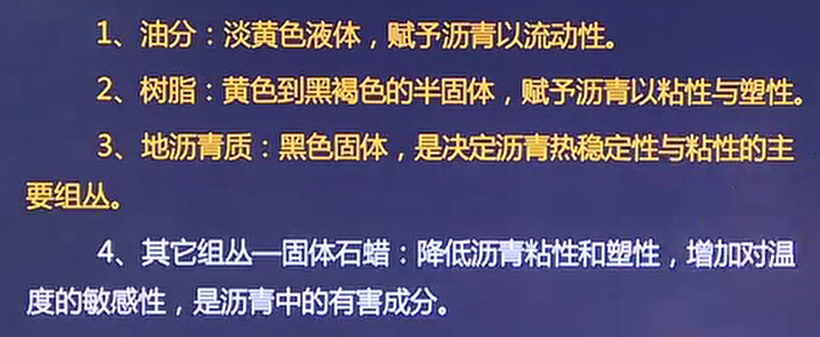 1、油分：淡黄色液体，赋予沥青以流动性。
2、树脂：黄色到黑褐色的半固体，赋予沥青以粘性与塑性。
3、地沥青质：黑色固体，是决定沥青热稳定性与粘性的主
要组丛。
4、其它组丛—固体石蜡：降低沥青粘性和塑性，增加对温
度的敏感性，是沥青中的有害成分。